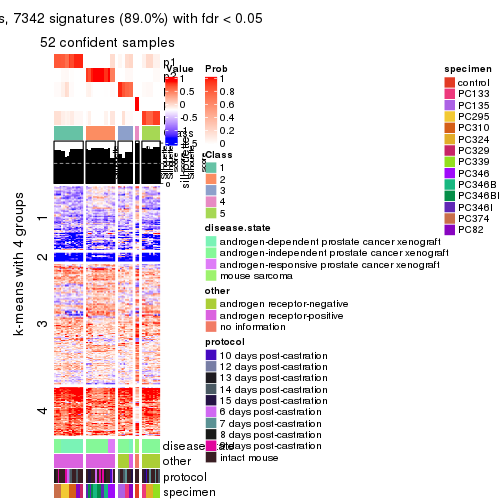 s, 7342 signatures (89.0%) with fdr < 0.05
52 confident samples
p1
Value
1
0.5
0
-0.5
-1
Prob
1
0.8
0.6
0.4
0.2
0
Class
1
2
3
4
5
k-means with 4 groups
1
2
3
4
disease.state
androgen-dependent prostate cancer xenograft
androgen-independent prostate cancer xenograft
androgen-responsive prostate cancer xenograft
mouse sarcoma
other
androgen receptor-negative
androgen receptor-positive
no information
protocol
10 days post-castration
12 days post-castration
13 days post-castration
14 days post-castration
15 days post-castration
6 days post-castration
7 days post-castration
8 days post-castration
9 days post-castration
intact mouse
disease.state
other
protocol
specimen
specimen
control
PC133
PC135
PC295
PC310
PC324
PC329
PC339
PC346
PC346B
PC346BI
PC346I
PC374
PC82